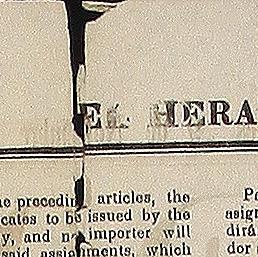 EL HERA
he preceding articles, the
cates to be issued by the
y, and no importer will
said assignments, which
Po
asign
dirá
dor